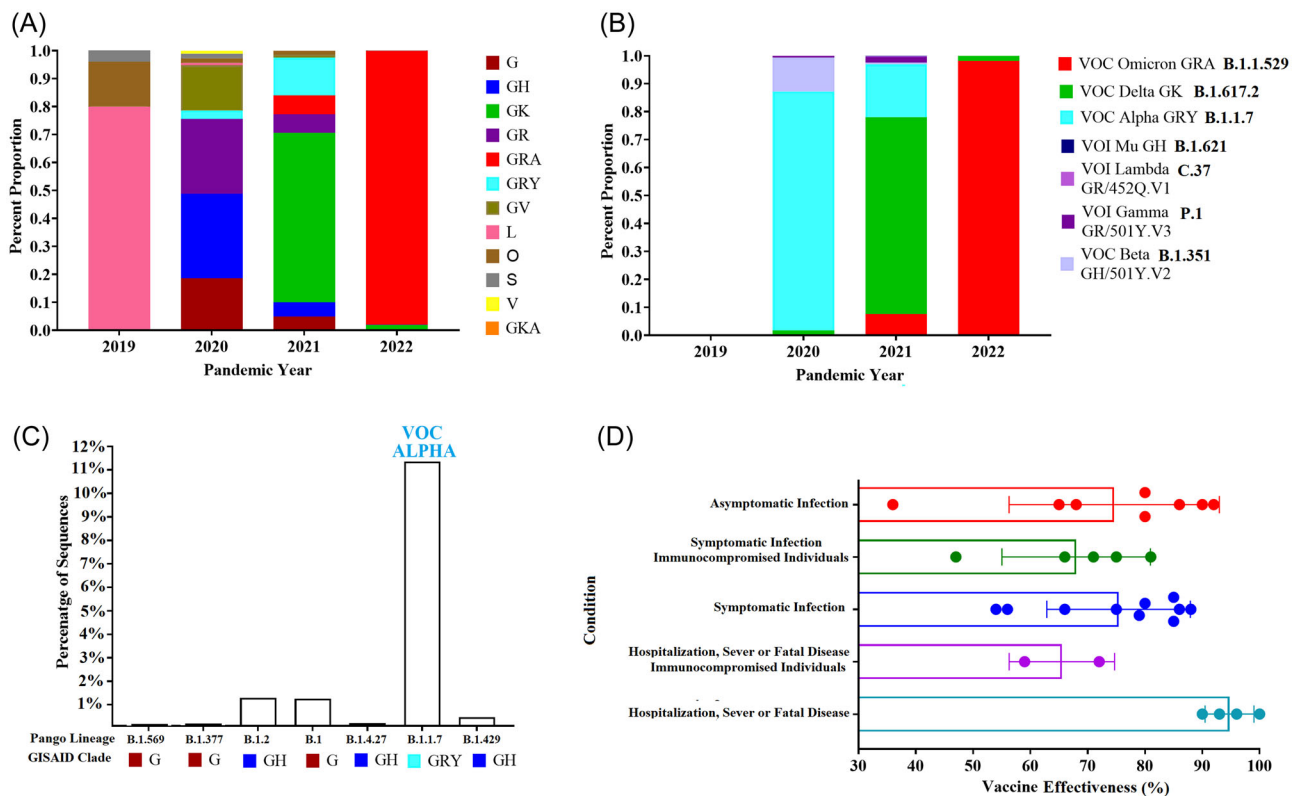 (A)
Percent Proportion
1.0
0.9
0.8
0.7
0.6
0.5
0.4
0.3
0.2
0.1
0.0
2019 2020 2021 2022
Pandemic Year
G
GH
GK
GR
GRA
GRY
GV
L
O
S
V
GKA
(B)
Percent Proportion
1.0
0.9
0.8
0.7
0.6
0.5
0.4
0.3
0.2
0.1
0.0
2019 2020 2021 2022
Pandemic Year
VOC Omicron GRA B.1.1.529
VOC Delta GK B.1.617.2
VOC Alpha GRY B.1.1.7
VOI Mu GH B.1.621
VOI Lambda C.37
GR/452Q.V1
VOI Gamma P.1
GR/501Y.V3
VOC Beta B.1.351
GH/501Y.V2
(C)
Percenatge of Sequences
12%
11%
10%
9%
8%
7%
6%
5%
4%
3%
2%
1%
VOC
ALPHA
Pango Lineage B.1.569 B.1.377 B.1.2 B.1 B.1.4.27 B.1.1.7 B.1.429
GISAID Clade G G GH G GH GRY GH
(D)
Condition
Asymptomatic Infection
Symptomatic Infection
Immunocompromised Individuals
Symptomatic Infection
Hospitalization, Sever or Fatal Disease
Immunocompromised Individuals
Hospitalization, Sever or Fatal Disease
30 40 50 60 70 80 90 100
Vaccine Effectiveness (%)